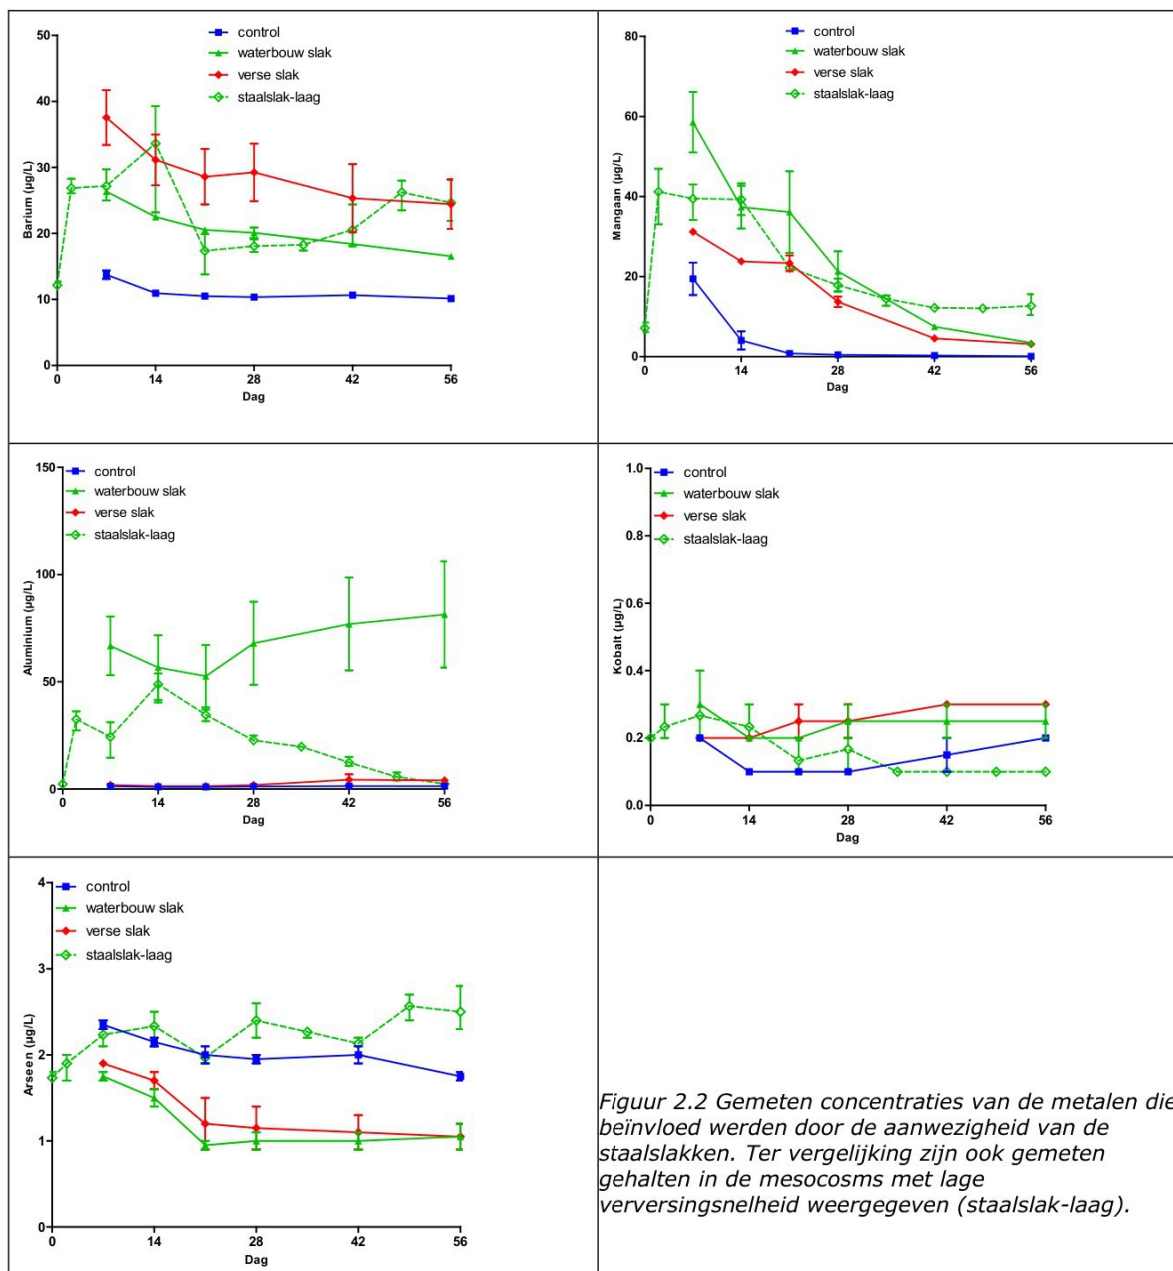 control
waterbouw slak
verse slak
staalslak-laag
50
40
30
20
10
0
Barium (µg/L)
0 14 28 42 56
Dag
control
waterbouw slak
verse slak
staalslak-laag
80
60
40
20
0
Mangaan (µg/L)
0 14 28 42 56
Dag
control
waterbouw slak
verse slak
staalslak-laag
150
100
50
0
Aluminium (µg/L)
0 14 28 42 56
Dag
control
waterbouw slak
verse slak
staalslak-laag
1.0
0.8
0.6
0.4
0.2
0.0
Kobalt (µg/L)
0 14 28 42 56
Dag
control
waterbouw slak
verse slak
staalslak-laag
4
3
2
1
0
Arseen (µg/L)
0 14 28 42 56
Dag
Figuur 2.2 Gemeten concentraties van de metalen die
beïnvloed werden door de aanwezigheid van de
staalslakken. Ter vergelijking zijn ook gemeten
gehalten in de mesocosms met lage
verversingsnelheid weergegeven (staalslak-laag).